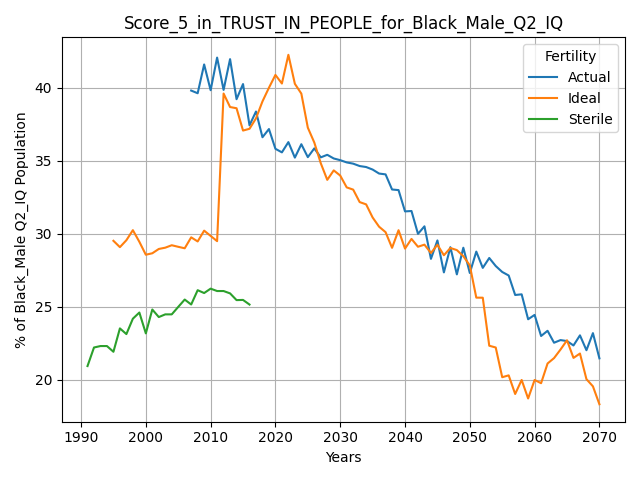 Score_5_in_TRUST_IN_PEOPLE_for_Black_Male_Q2_IQ
Fertility
Actual
Ideal
Sterile
% of Black_Male Q2_IQ Population
40
35
30
25
20
1990 2000 2010 2020 2030 2040 2050 2060 2070
Years